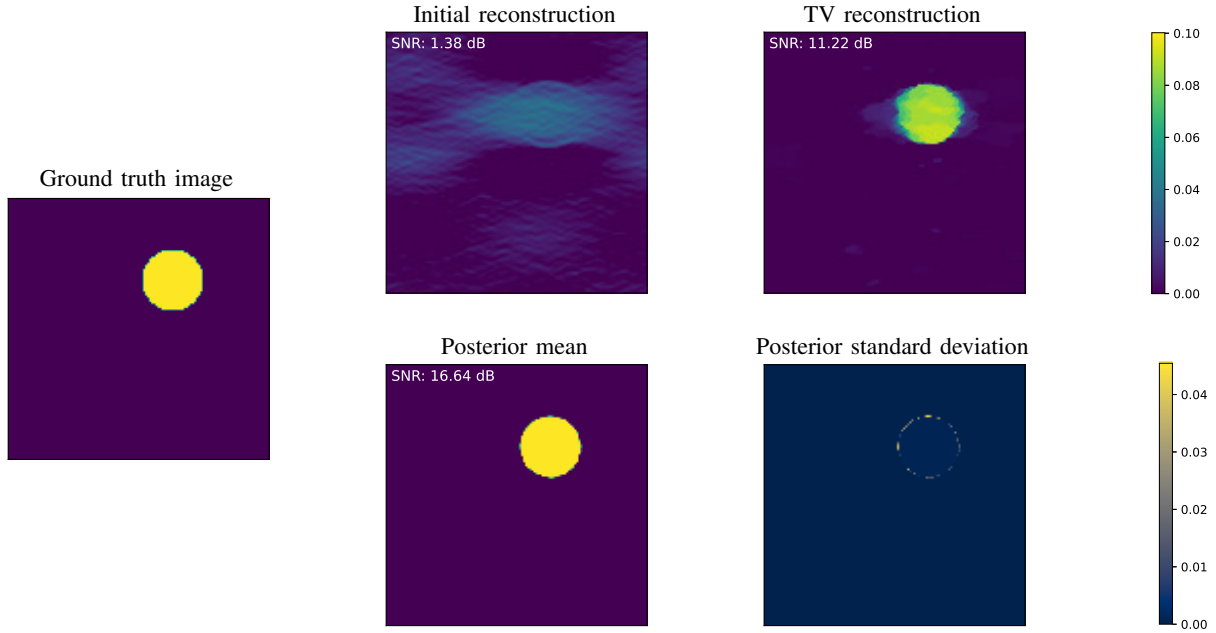 Initial reconstruction
TV reconstruction
SNR: 1.38 dB
SNR: 11.22 dB
0.10
0.08
0.06
0.04
0.02
0.00
Ground truth image
Posterior mean
Posterior standard deviation
SNR: 16.64 dB
0.04
0.03
0.02
0.01
0.00